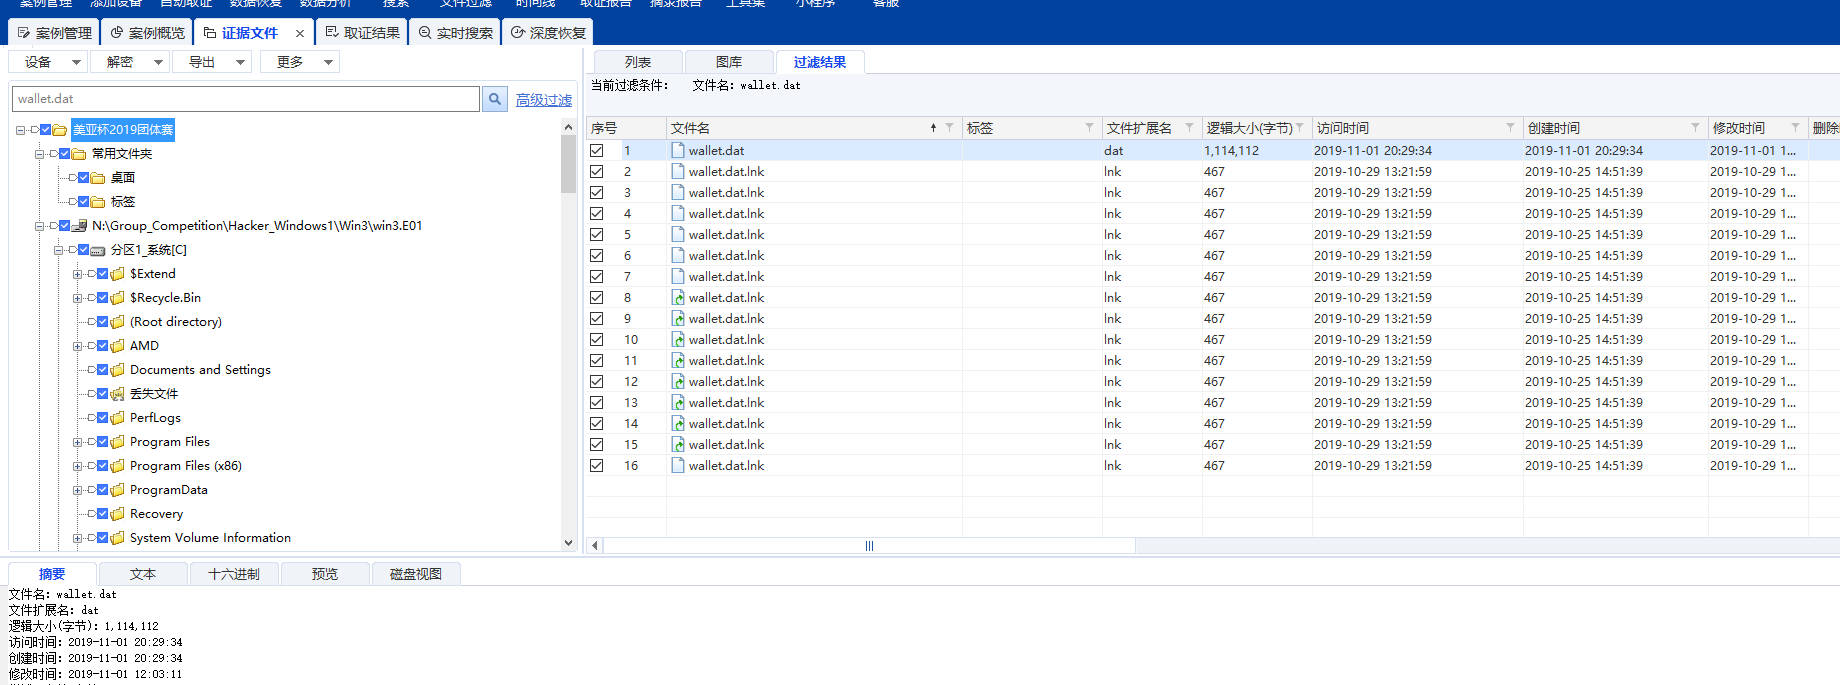 案例管理 添加设备 自动取证 数据恢复 数据分析 搜索 文件过滤 时间线 取证报告 摘录报告 工具集 小程序 客服
案例管理 案例概览 证据文件 × 取证结果 实时搜索 深度恢复
设备 解密 导出 更多
列表 图库 过滤结果
当前过滤条件: 文件名: wallet.dat
wallet.dat 高级过滤
美亚杯2019团体赛
常用文件夹
桌面
标签
N:\Group_Competition\Hacker_Windows1\Win3\win3.E01
分区1_系统[C]
$Extend
$Recycle.Bin
(Root directory)
AMD
Documents and Settings
丢失文件
PerfLogs
Program Files
Program Files (x86)
ProgramData
Recovery
System Volume Information
序号 文件名 标签 文件扩展名 逻辑大小(字节) 访问时间 创建时间 修改时间 删除
1 wallet.dat dat 1,114,112 2019-11-01 20:29:34 2019-11-01 20:29:34 2019-11-01 1...
2 wallet.dat.lnk lnk 467 2019-10-29 13:21:59 2019-10-25 14:51:39 2019-10-29 1...
3 wallet.dat.lnk lnk 467 2019-10-29 13:21:59 2019-10-25 14:51:39 2019-10-29 1...
4 wallet.dat.lnk lnk 467 2019-10-29 13:21:59 2019-10-25 14:51:39 2019-10-29 1...
5 wallet.dat.lnk lnk 467 2019-10-29 13:21:59 2019-10-25 14:51:39 2019-10-29 1...
6 wallet.dat.lnk lnk 467 2019-10-29 13:21:59 2019-10-25 14:51:39 2019-10-29 1...
7 wallet.dat.lnk lnk 467 2019-10-29 13:21:59 2019-10-25 14:51:39 2019-10-29 1...
8 wallet.dat.lnk lnk 467 2019-10-29 13:21:59 2019-10-25 14:51:39 2019-10-29 1...
9 wallet.dat.lnk lnk 467 2019-10-29 13:21:59 2019-10-25 14:51:39 2019-10-29 1...
10 wallet.dat.lnk lnk 467 2019-10-29 13:21:59 2019-10-25 14:51:39 2019-10-29 1...
11 wallet.dat.lnk lnk 467 2019-10-29 13:21:59 2019-10-25 14:51:39 2019-10-29 1...
12 wallet.dat.lnk lnk 467 2019-10-29 13:21:59 2019-10-25 14:51:39 2019-10-29 1...
13 wallet.dat.lnk lnk 467 2019-10-29 13:21:59 2019-10-25 14:51:39 2019-10-29 1...
14 wallet.dat.lnk lnk 467 2019-10-29 13:21:59 2019-10-25 14:51:39 2019-10-29 1...
15 wallet.dat.lnk lnk 467 2019-10-29 13:21:59 2019-10-25 14:51:39 2019-10-29 1...
16 wallet.dat.lnk lnk 467 2019-10-29 13:21:59 2019-10-25 14:51:39 2019-10-29 1...
摘要 文本 十六进制 预览 磁盘视图
文件名: wallet.dat
文件扩展名: dat
逻辑大小(字节): 1,114,112
访问时间: 2019-11-01 20:29:34
创建时间: 2019-11-01 20:29:34
修改时间: 2019-11-01 12:03:11